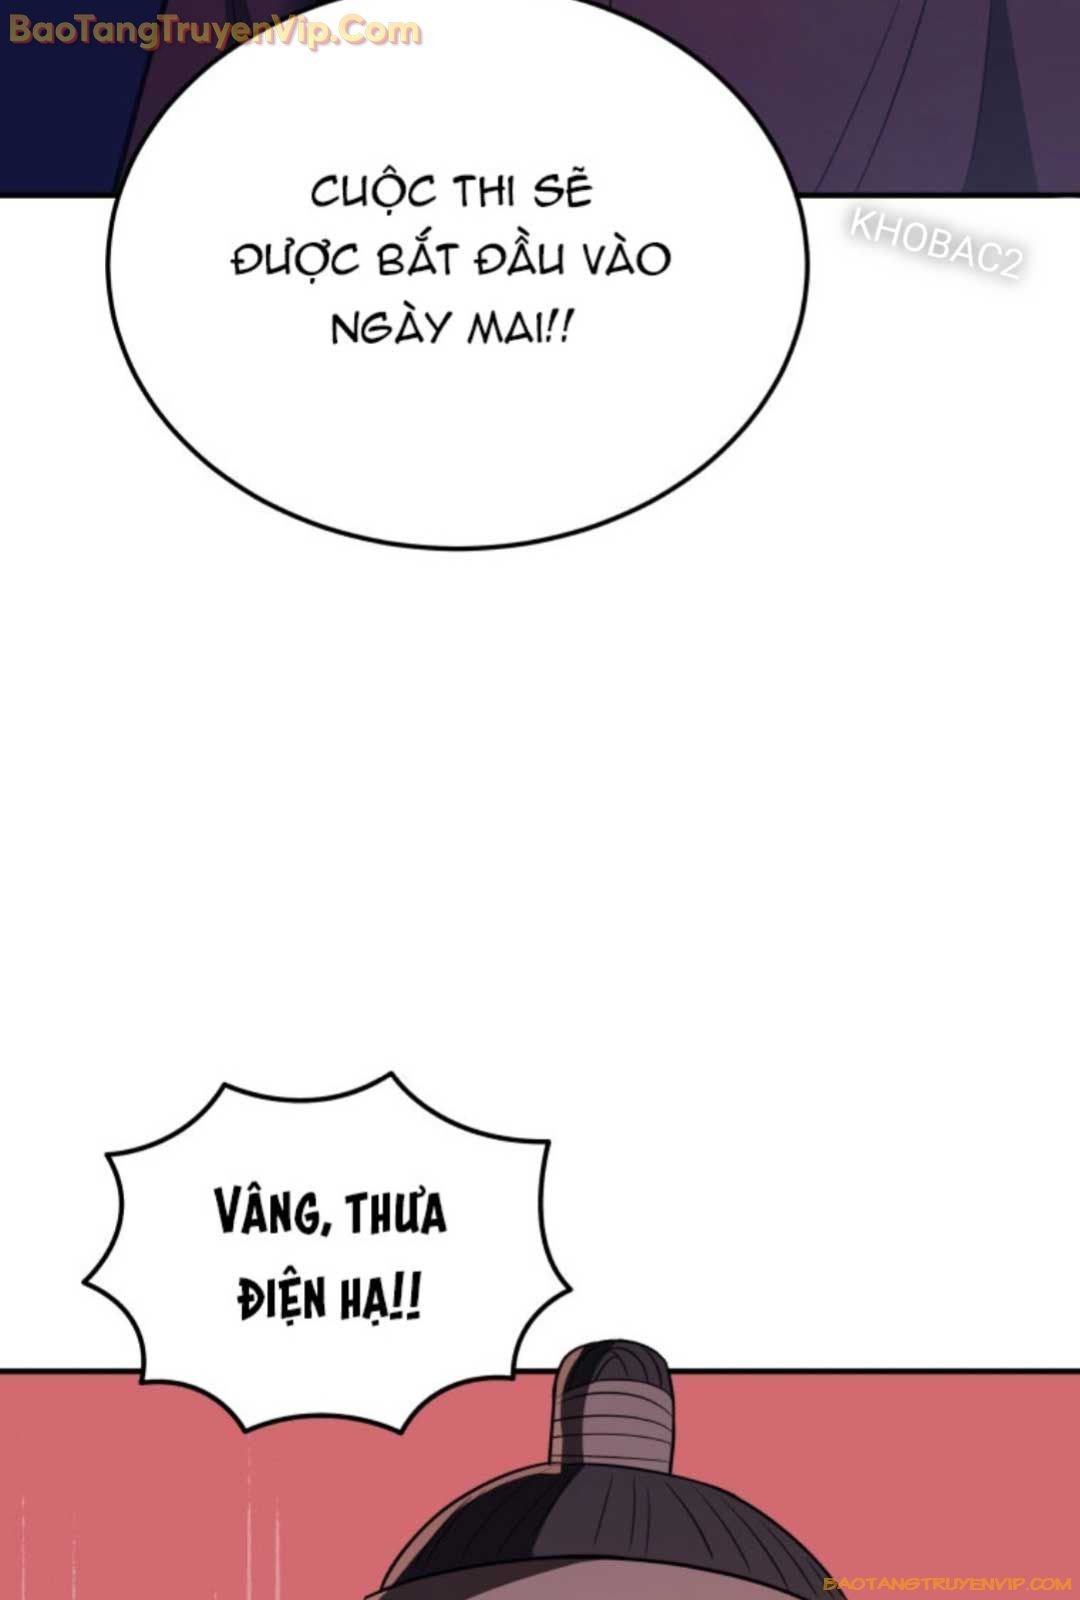 BaoTangTruyenVip.Com
CUỘC THI SẼ
ĐƯỢC BẮT ĐẦU VÀO
NGÀY MAI!!
KHOBAC2
VÂNG, THƯA
ĐIỆN HẠ!!
BAOTANGTRUYENVIP.COM